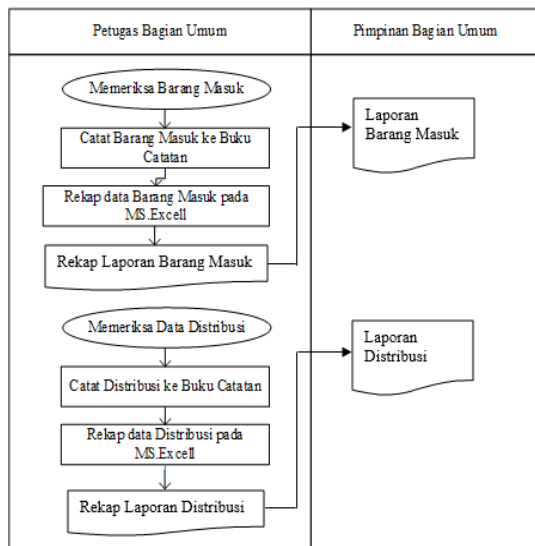 Petugas Bagian Umum
Pimpinan Bagian Umum
Memeriksa Barang Masuk
Catat Barang Masuk ke Buku
Catatan
Rekap data Barang Masuk pada
MS.Excell
Rekap Laporan Barang Masuk
Laporan
Barang Masuk
Memeriksa Data Distribusi
Catat Distribusi ke Buku Catatan
Rekap data Distribusi pada
MS.Excell
Rekap Laporan Distribusi
Laporan
Distribusi